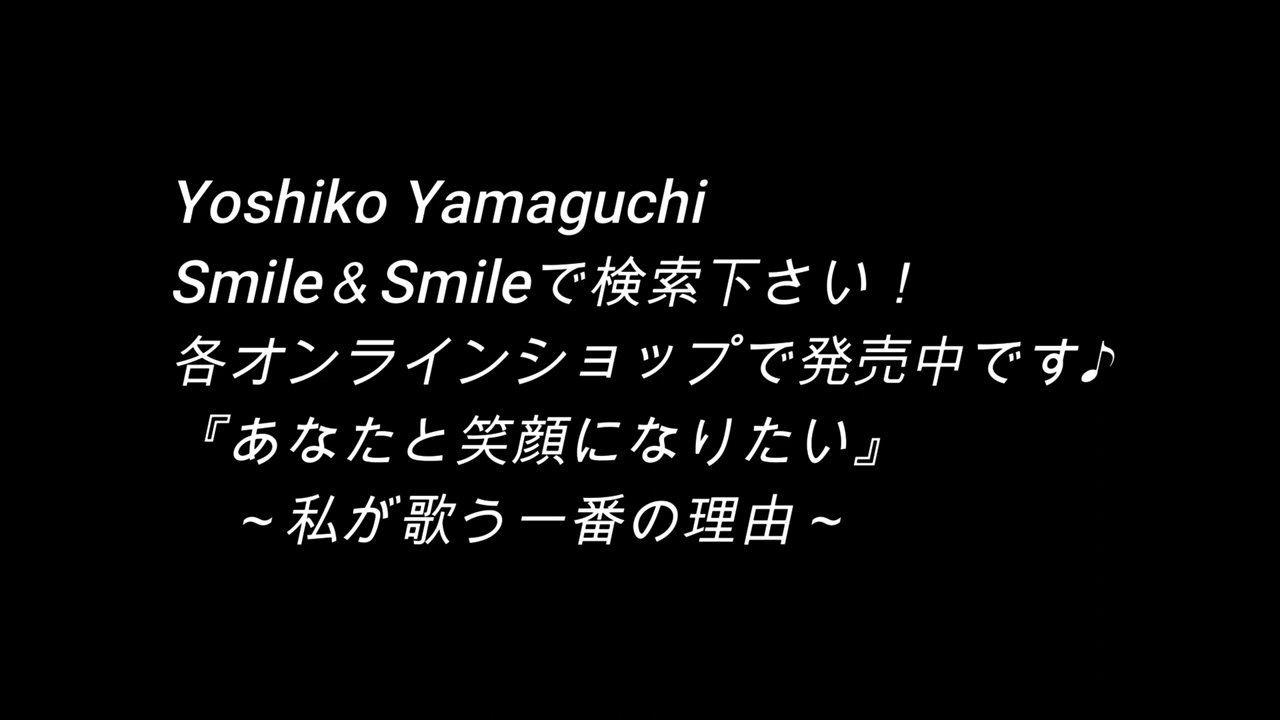 Yoshiko Yamaguchi
Smile＆Smileで検索下さい！
各オンラインショップで発売中です♪
『あなたと笑顔になりたい』
～私が歌う一番の理由～